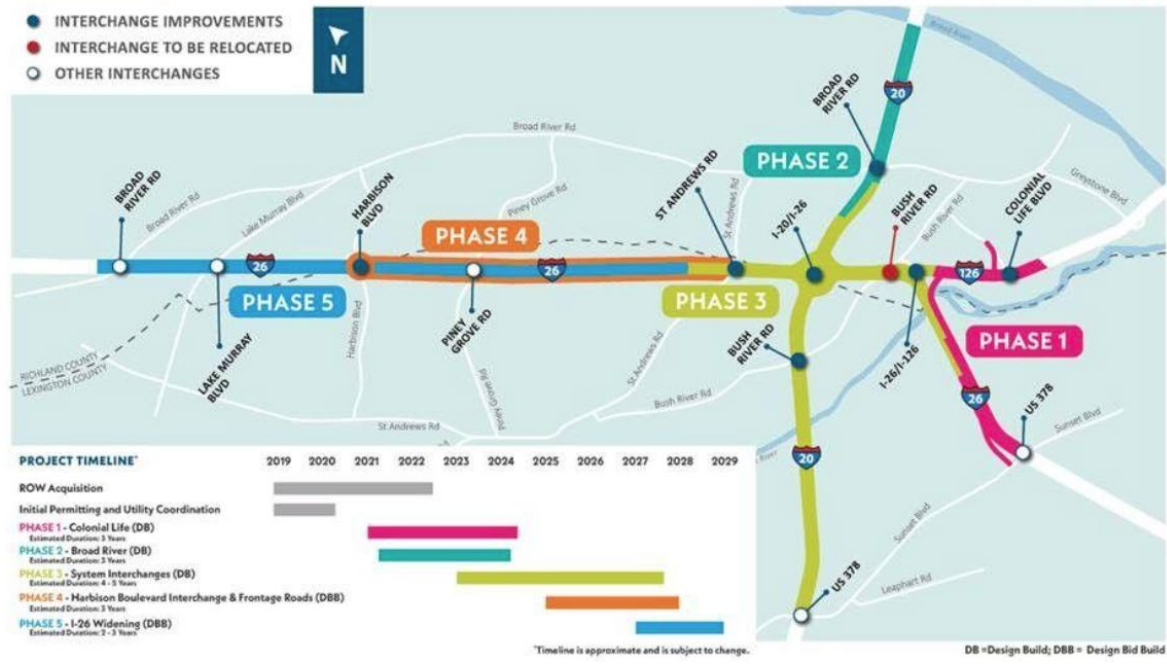 INTERCHANGE IMPROVEMENTS
INTERCHANGE TO BE RELOCATED
OTHER INTERCHANGES
N
Broad River
20
BROAD
RIVER RD
Broad River Rd
PHASE 2
ST ANDREWS RD
St Andrews Rd
BROAD
RIVER RD
Broad River Rd
Lake Murray Blvd
HARBISON
BLVD
Piney Grove Rd
PHASE 4
I-20/I-26
BUSH
RIVER RD
Bush River Rd
COLONIAL
LIFE BLVD
Greystone Blvd
26
26
126
PHASE 5
PHASE 3
PHASE 1
RICHLAND COUNTY
LEXINGTON COUNTY
LAKE MURRAY
BLVD
Harbison Blvd
PINEY
GROVE RD
Piney Grove Rd
St Andrews Rd
BUSH
RIVER RD
Bush River Rd
I-26/I-126
26
US 378
Sunset Blvd
St Andrews Rd
Rd
River
20
Sunset Blvd
US 378
Leaphart Rd
PROJECT TIMELINE*
2019 2020 2021 2022 2023 2024 2025 2026 2027 2028 2029
ROW Acquisition
Initial Permitting and Utility Coordination
PHASE 1 - Colonial Life (DB)
Estimated Duration: 3 Years
PHASE 2 - Broad River (DB)
Estimated Duration: 3 Years
PHASE 3 - System Interchanges (DB)
Estimated Duration: 4 - 5 Years
PHASE 4 - Harbison Boulevard Interchange & Frontage Roads (DBB)
Estimated Duration: 3 Years
PHASE 5 - I-26 Widening (DBB)
Estimated Duration: 2 - 3 Years
*Timeline is approximate and is subject to change.
DB =Design Build; DBB = Design Bid Build